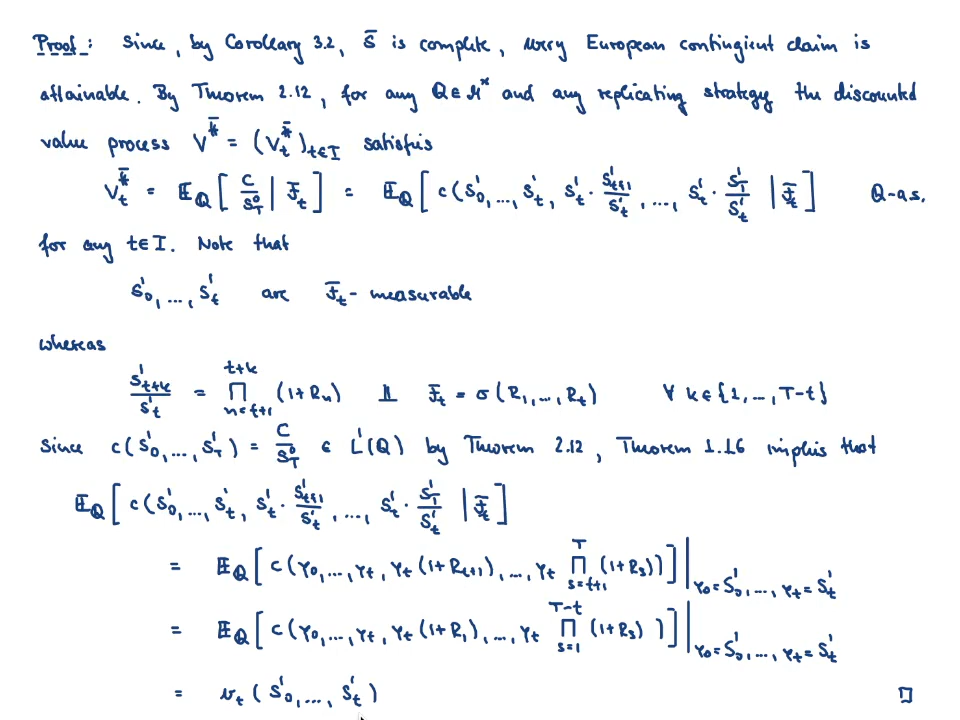 Proof: Since, by Corollary 3.2, S̄ is complete, every European contingent claim is
attainable. By Theorem 2.12, for any Q ∈ M* and any replicating strategy the discounted
value process V^ξ̄* = (V_t^ξ̄*)_{t∈I} satisfies
V_t^ξ̄* = E_Q[ C/S_T^0 | F_t ] = E_Q[ c(S_0^1, ..., S_t^1, S_t^1 · S_{t+1}^1/S_t^1, ..., S_t^1 · S_T^1/S_t^1) | F_t ] Q-a.s.
for any t ∈ I. Note that
S_0^1, ..., S_t^1 are F_t-measurable
whereas
S_{t+k}^1/S_t^1 = ∏_{n=t+1}^{t+k} (1+R_n) ⫫ F_t = σ(R_1, ..., R_t) ∀ k ∈ {1, ..., T-t}
Since c(S_0^1, ..., S_T^1) = C/S_T^0 ∈ L^1(Q) by Theorem 2.12, Theorem 1.16 implies that
E_Q[ c(S_0^1, ..., S_t^1, S_t^1 · S_{t+1}^1/S_t^1, ..., S_t^1 · S_T^1/S_t^1 | F_t ]
= E_Q[ c(y_0, ..., y_t, y_t(1+R_{t+1}), ..., y_t ∏_{s=t+1}^{T} (1+R_s)) ] |_{y_0=S_0^1, ..., y_t=S_t^1}
= E_Q[ c(y_0, ..., y_t, y_t(1+R_1), ..., y_t ∏_{s=1}^{T-t} (1+R_s)) ] |_{y_0=S_0^1, ..., y_t=S_t^1}
= v_t(S_0^1, ..., S_t^1) □